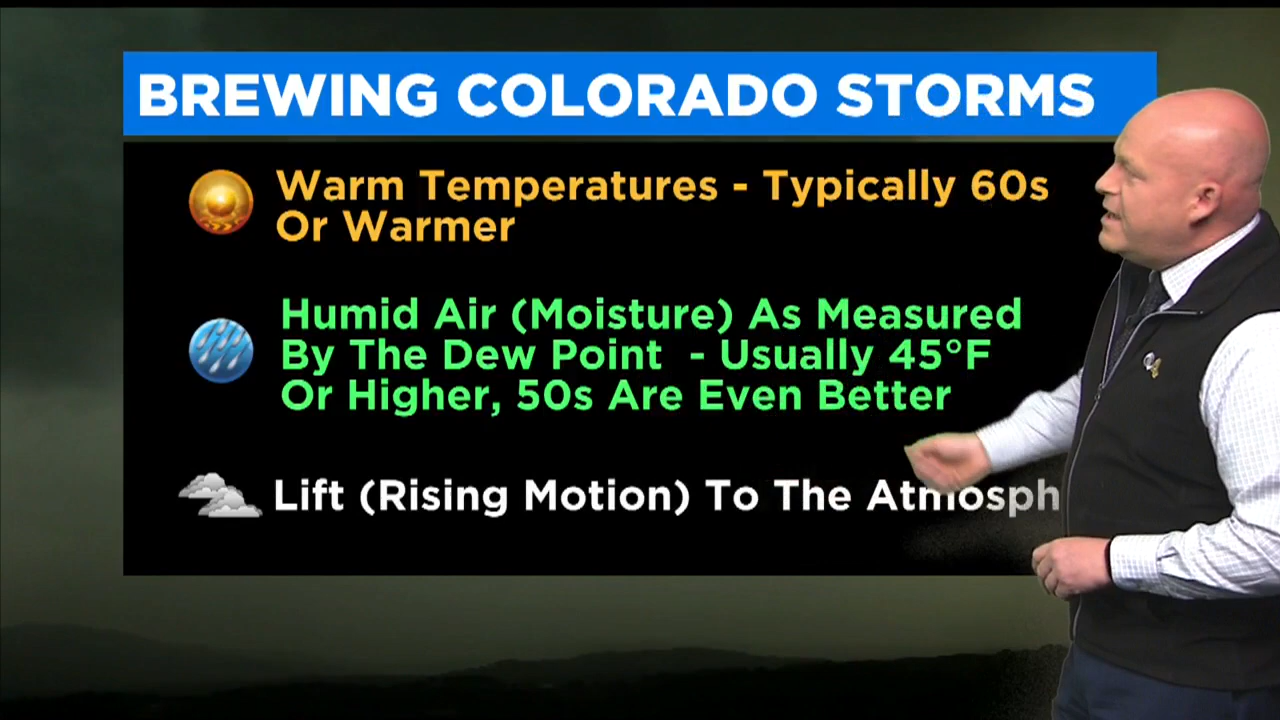 BREWING COLORADO STORMS
Warm Temperatures - Typically 60s
Or Warmer
Humid Air (Moisture) As Measured
By The Dew Point - Usually 45°F
Or Higher, 50s Are Even Better
Lift (Rising Motion) To The Atmosph